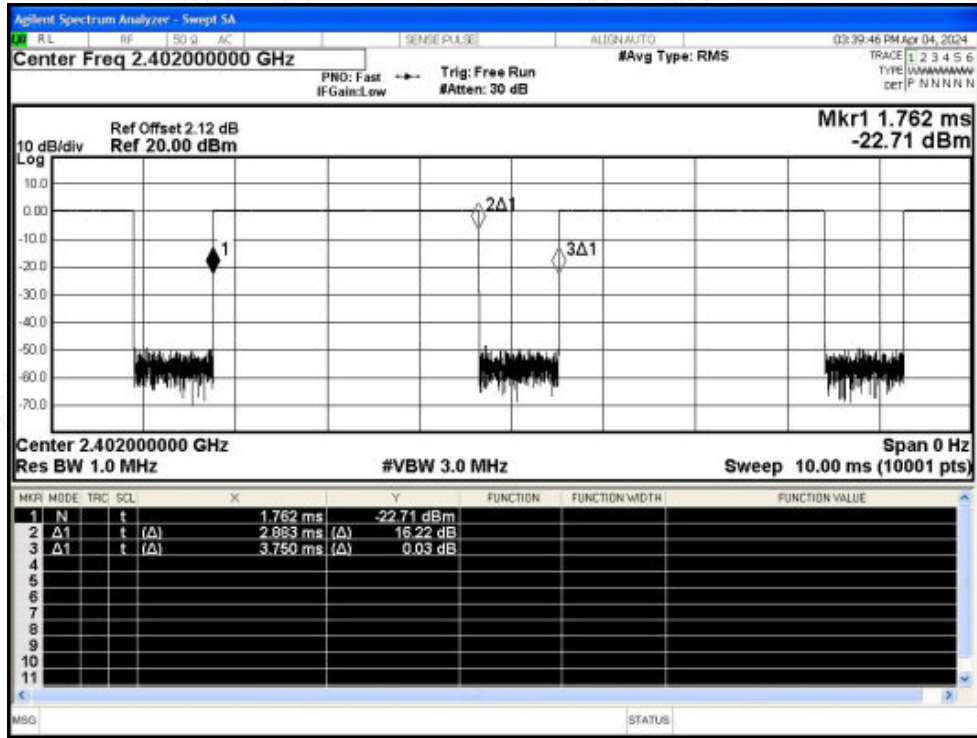 Agilent Spectrum Analyzer - Swept SA
RL RF 50 Ω AC SENSE:PULSE ALIGNAUTO 03:39:46 PM Apr 04, 2024
Center Freq 2.402000000 GHz #Avg Type: RMS TRACE 1 2 3 4 5 6
PNO: Fast Trig: Free Run TYPE
IFGain:Low #Atten: 30 dB DET P N N N N N
Mkr1 1.762 ms
Ref Offset 2.12 dB
10 dB/div Ref 20.00 dBm -22.71 dBm
Log
10.0
0.00 2Δ1
-10.0
1 3Δ1
-20.0
-30.0
-40.0
-50.0
-60.0
-70.0
Center 2.402000000 GHz Span 0 Hz
Res BW 1.0 MHz #VBW 3.0 MHz Sweep 10.00 ms (10001 pts)
MKR MODE TRC SCL X Y FUNCTION FUNCTION WIDTH FUNCTION VALUE
1 N t 1.762 ms -22.71 dBm
2 Δ1 t (Δ) 2.883 ms (Δ) 16.22 dB
3 Δ1 t (Δ) 3.750 ms (Δ) 0.03 dB
4
5
6
7
8
9
10
11
MSG STATUS